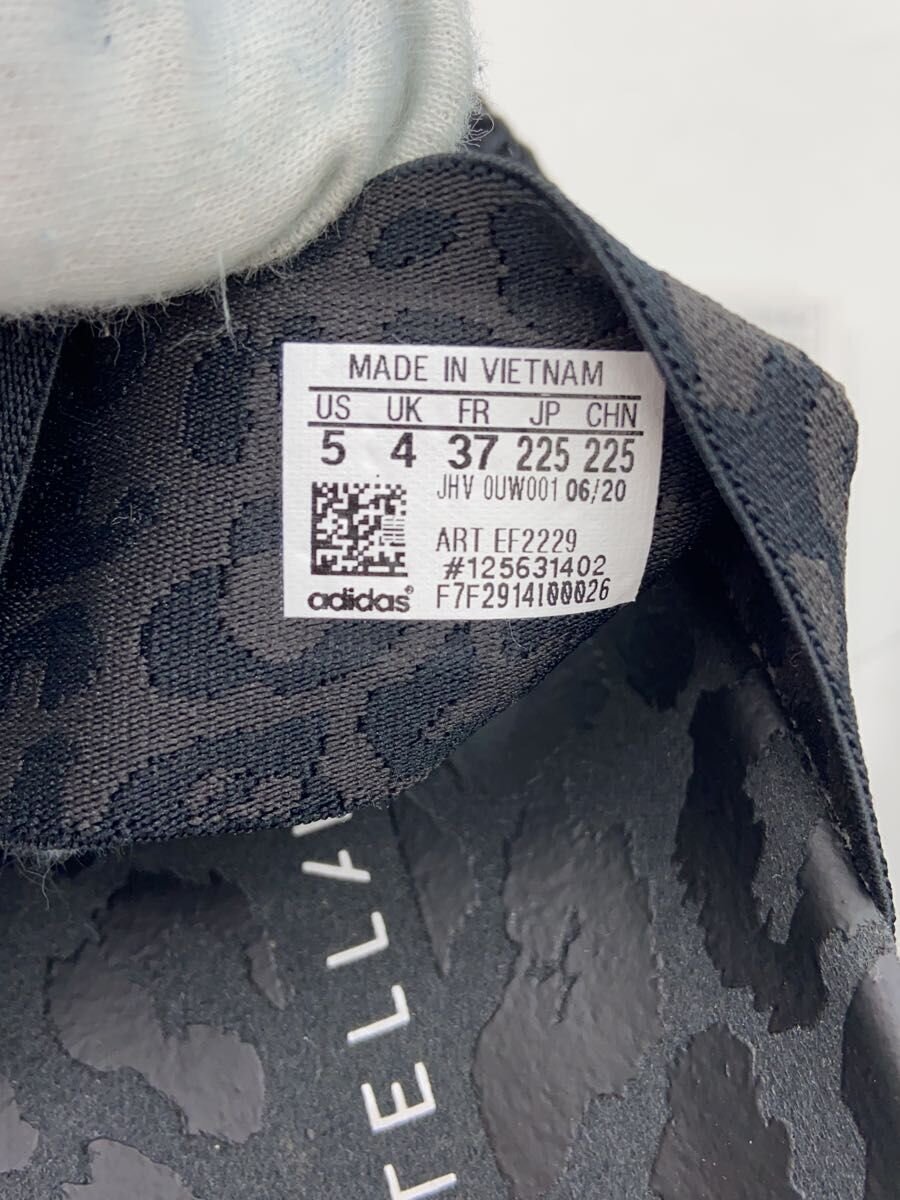 MADE IN VIETNAM
US UK FR JP CHN
5 4 37 225 225
JHV 0UW001 06/20
ART EF2229
#125631402
adidas® F7F2914100026
TELLA